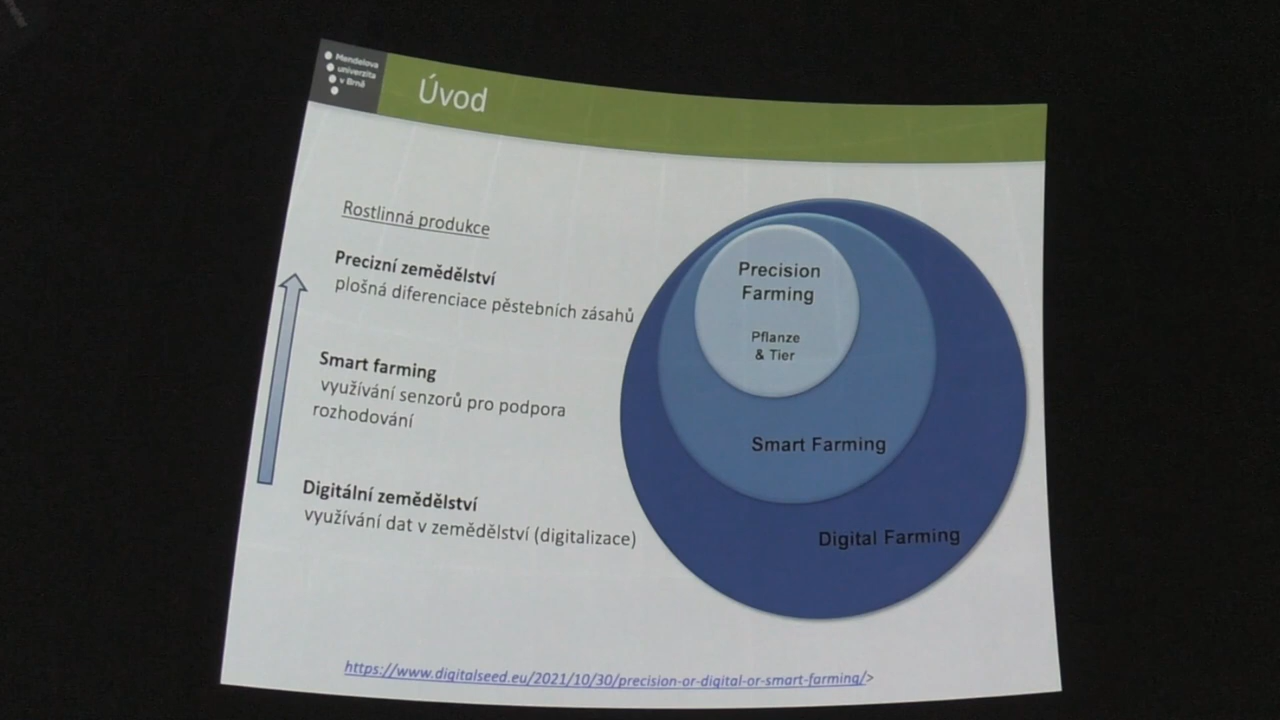 Mendelova
univerzita
v Brně
Úvod
Rostlinná produkce
Precizní zemědělství
plošná diferenciace pěstebních zásahů
Smart farming
využívání senzorů pro podpora
rozhodování
Digitální zemědělství
využívání dat v zemědělství (digitalizace)
Precision
Farming
Pflanze
& Tier
Smart Farming
Digital Farming
https://www.digitalseed.eu/2021/10/30/precision-or-digital-or-smart-farming/>